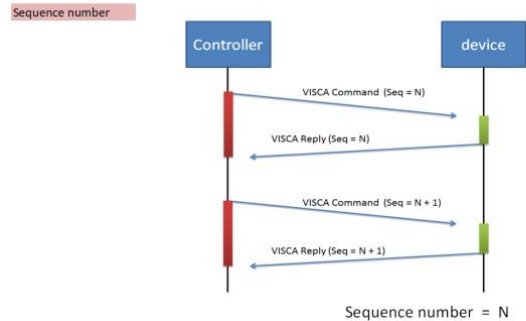 Sequence number
Controller
device
VISCA Command (Seq = N)
VISCA Reply (Seq = N)
VISCA Command (Seq = N + 1)
VISCA Reply (Seq = N + 1)
Sequence number = N